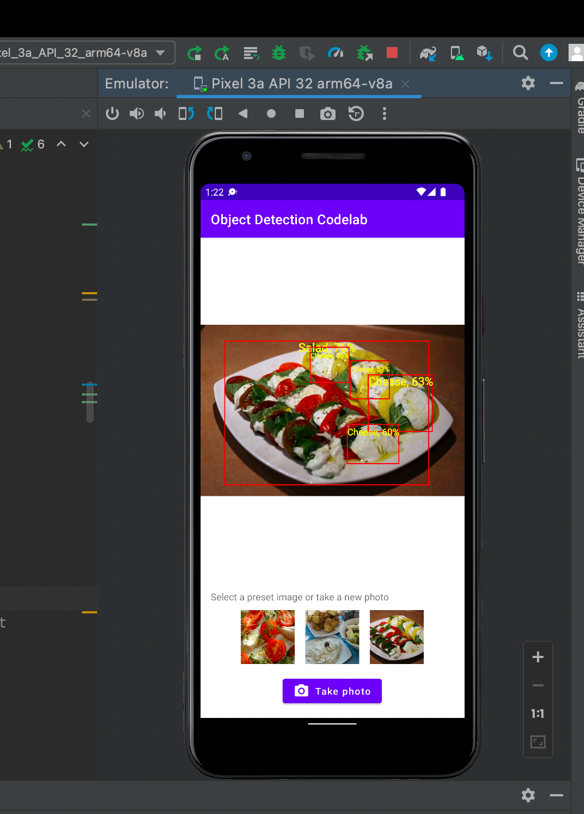 el_3a_API_32_arm64-v8a
Emulator: Pixel 3a API 32 arm64-v8a
1 6
1:22
Object Detection Codelab
Salad,
Cheese, 63%
Cheese, 60%
Select a preset image or take a new photo
Take photo
t
1:1
Gradle
Device Manager
Assistant